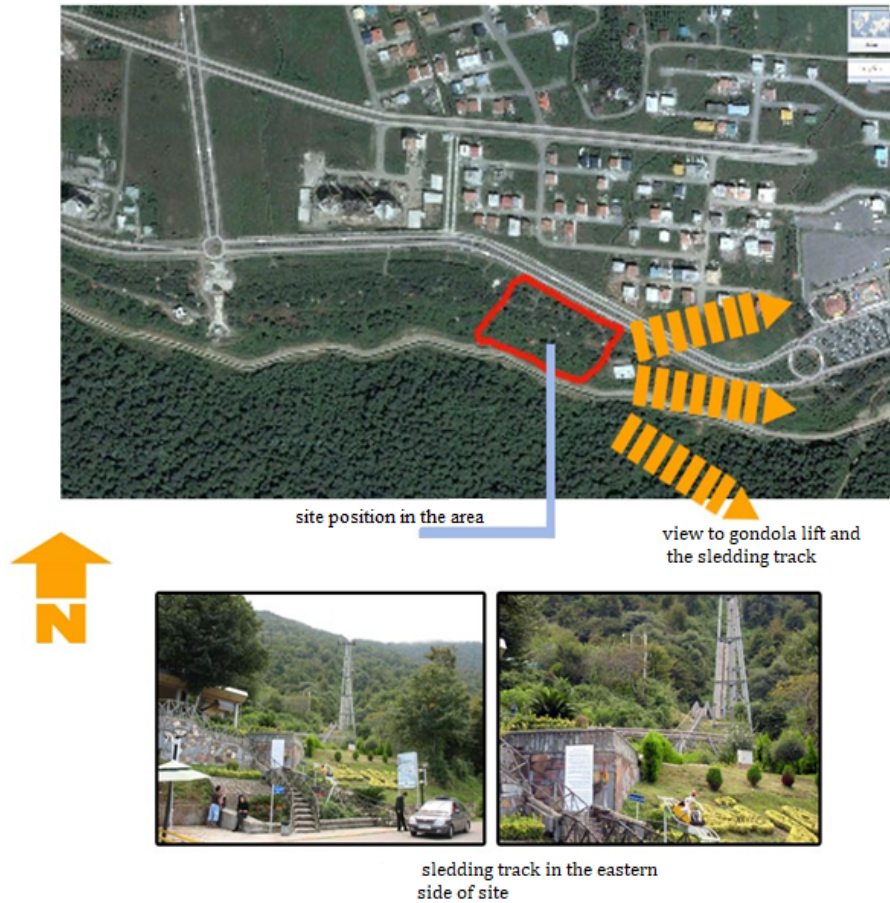 site position in the area
view to gondola lift and
the sledding track
N
sledding track in the eastern
side of site